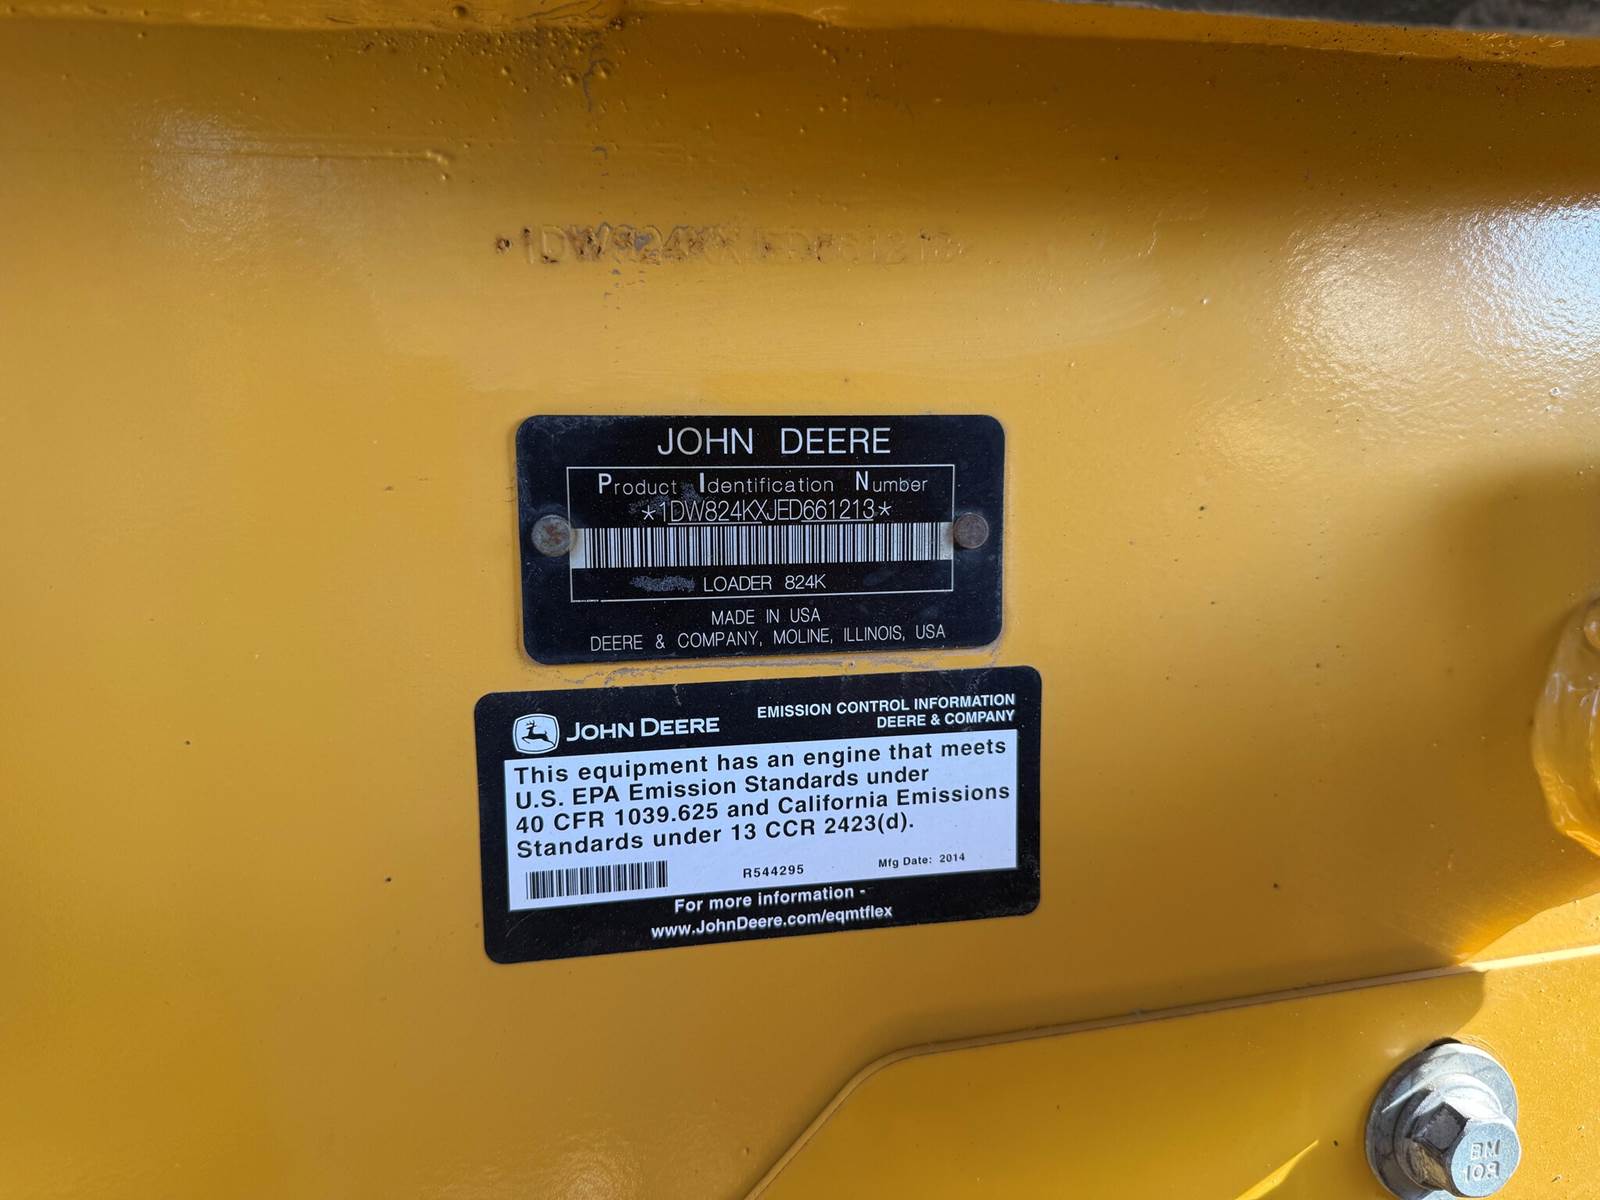 JOHN DEERE
Product Identification Number
*1DW824KXJED661213*
LOADER 824K
MADE IN USA
DEERE & COMPANY, MOLINE, ILLINOIS, USA
JOHN DEERE
EMISSION CONTROL INFORMATION
DEERE & COMPANY
This equipment has an engine that meets
U.S. EPA Emission Standards under
40 CFR 1039.625 and California Emissions
Standards under 13 CCR 2423(d).
R544295
Mfg Date: 2014
For more information -
www.JohnDeere.com/eqmtflex